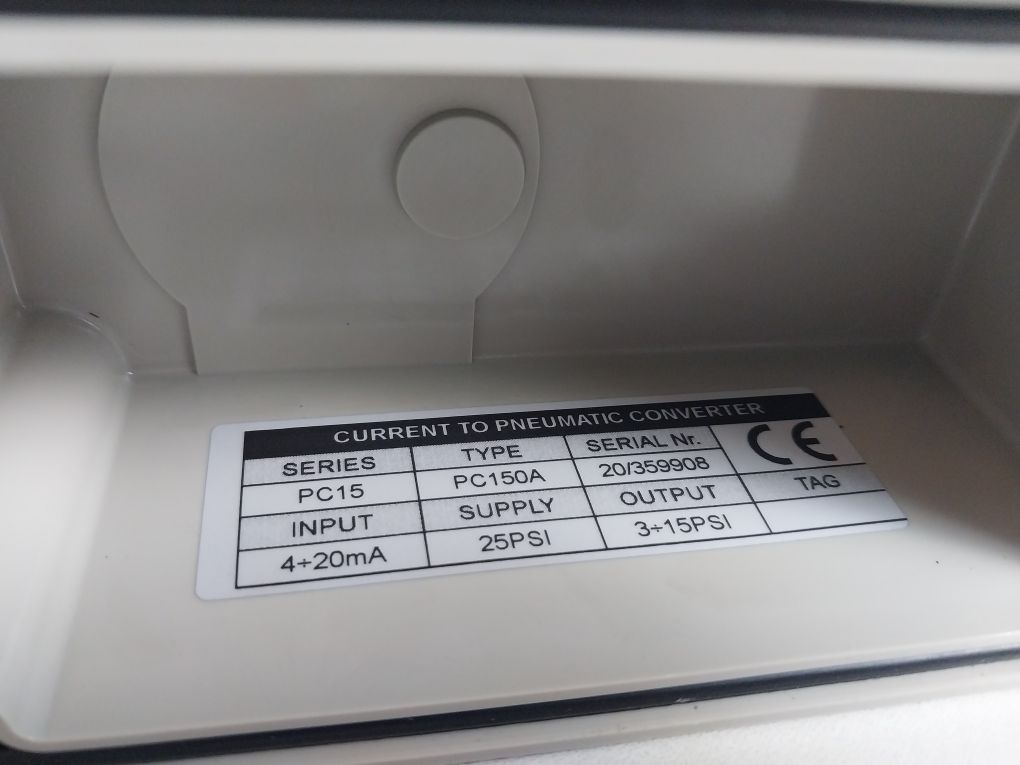 CURRENT TO PNEUMATIC CONVERTER
SERIES TYPE SERIAL Nr. CE
PC15 PC150A 20/359908
INPUT SUPPLY OUTPUT TAG
4÷20mA 25PSI 3÷15PSI